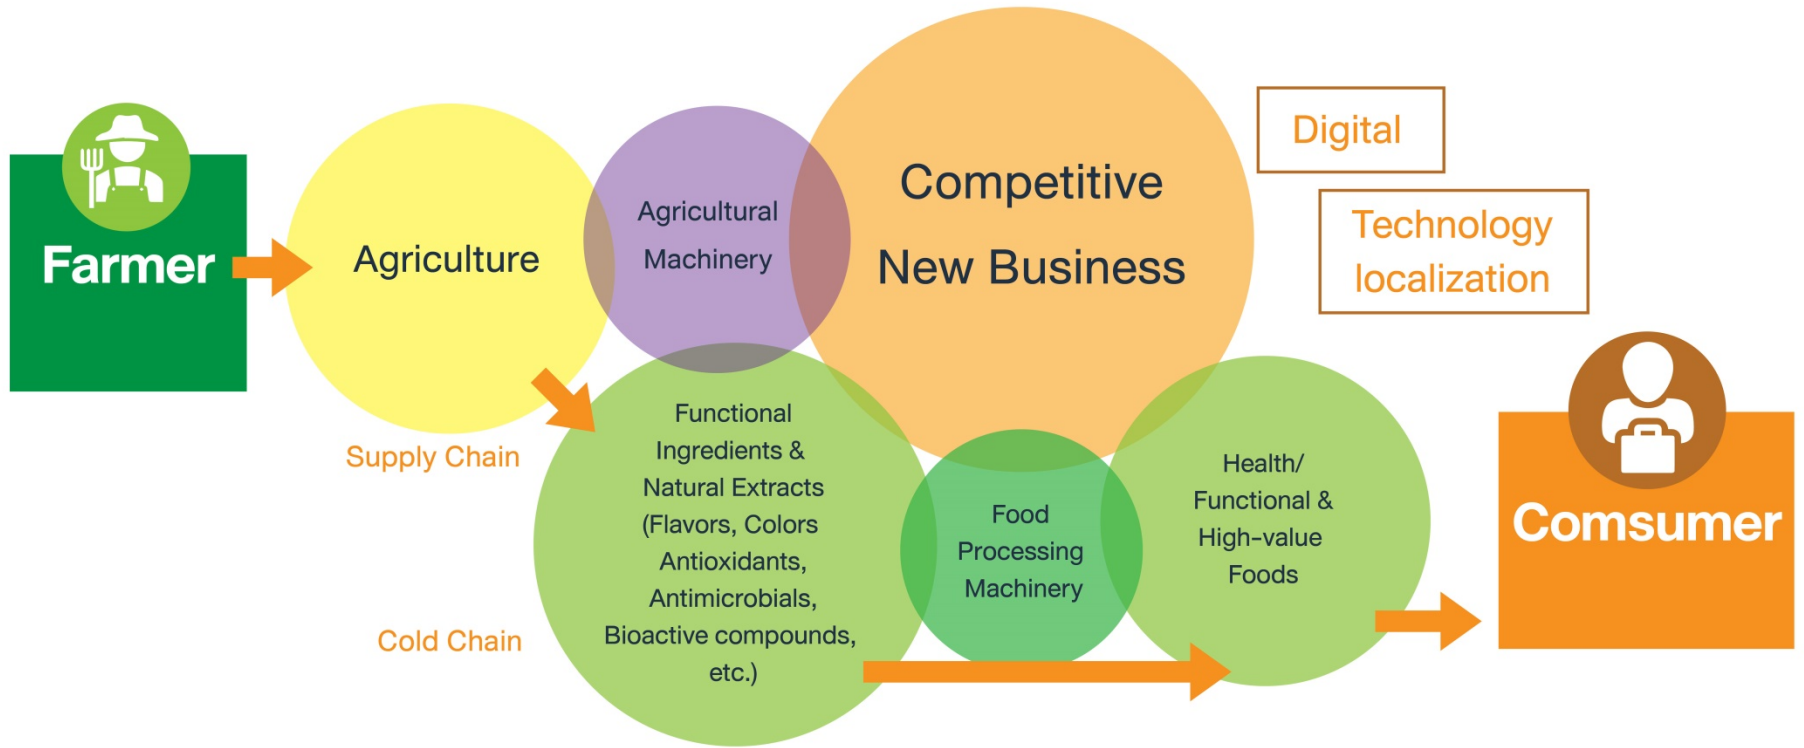 Farmer
Agriculture
Agricultural
Machinery
Competitive
New Business
Digital
Technology
localization
Supply Chain
Cold Chain
Functional
Ingredients &
Natural Extracts
(Flavors, Colors
Antioxidants,
Antimicrobials,
Bioactive compounds,
etc.)
Food
Processing
Machinery
Health/
Functional &
High-value
Foods
Comsumer